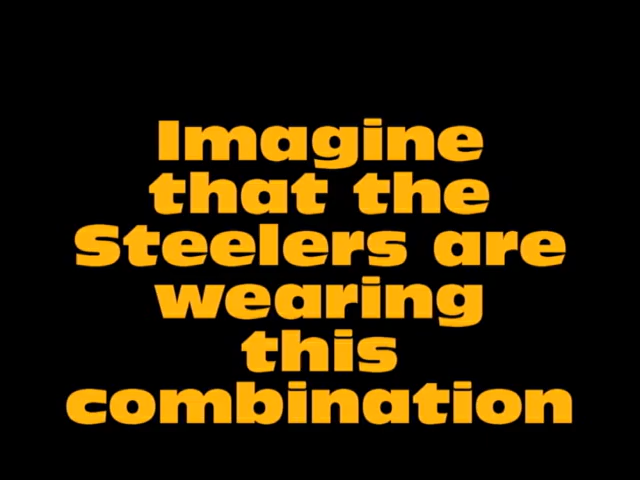 Imagine
that the
Steelers are
wearing
this
combination